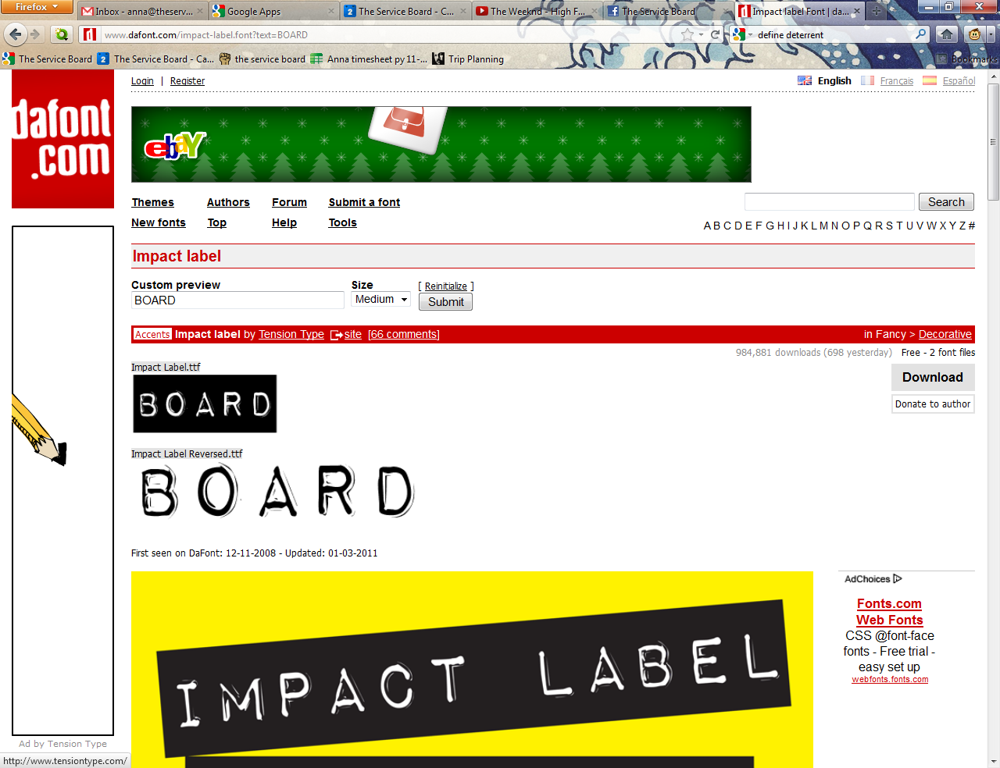 Firefox
Inbox - anna@theserv...
Google Apps
The Service Board - C...
The Weeknd - High F...
The Service Board
Impact label Font | da...
www.dafont.com/impact-label.font?text=BOARD
define deterrent
The Service Board
The Service Board - Ca...
the service board
Anna timesheet py 11-...
Trip Planning
Bookmarks
dafont
.com
Login | Register
English Français Español
ebay
Themes Authors Forum Submit a font
Search
New fonts Top Help Tools
A B C D E F G H I J K L M N O P Q R S T U V W X Y Z #
Impact label
Custom preview Size [ Reinitialize ]
BOARD Medium Submit
Accents Impact label by Tension Type site [66 comments] in Fancy > Decorative
984,881 downloads (698 yesterday) Free - 2 font files
Impact Label.ttf
Download
BOARD
Donate to author
Impact Label Reversed.ttf
BOARD
First seen on DaFont: 12-11-2008 - Updated: 01-03-2011
IMPACT LABEL
AdChoices
Fonts.com
Web Fonts
CSS @font-face
fonts - Free trial -
easy set up
webfonts.fonts.com
Ad by Tension Type
http://www.tensiontype.com/